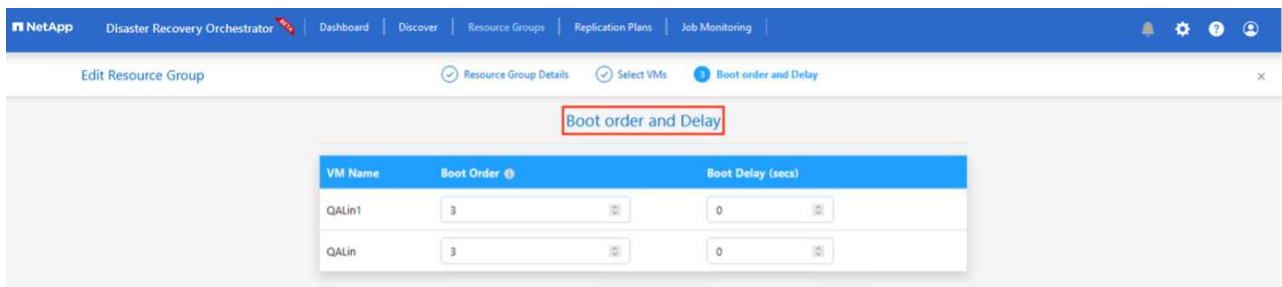 NetApp Disaster Recovery Orchestrator BETA Dashboard Discover Resource Groups Replication Plans Job Monitoring
Edit Resource Group Resource Group Details Select VMs 3 Boot order and Delay
Boot order and Delay
VM Name Boot Order Boot Delay (secs)
QALin1 3 0
QALin 3 0